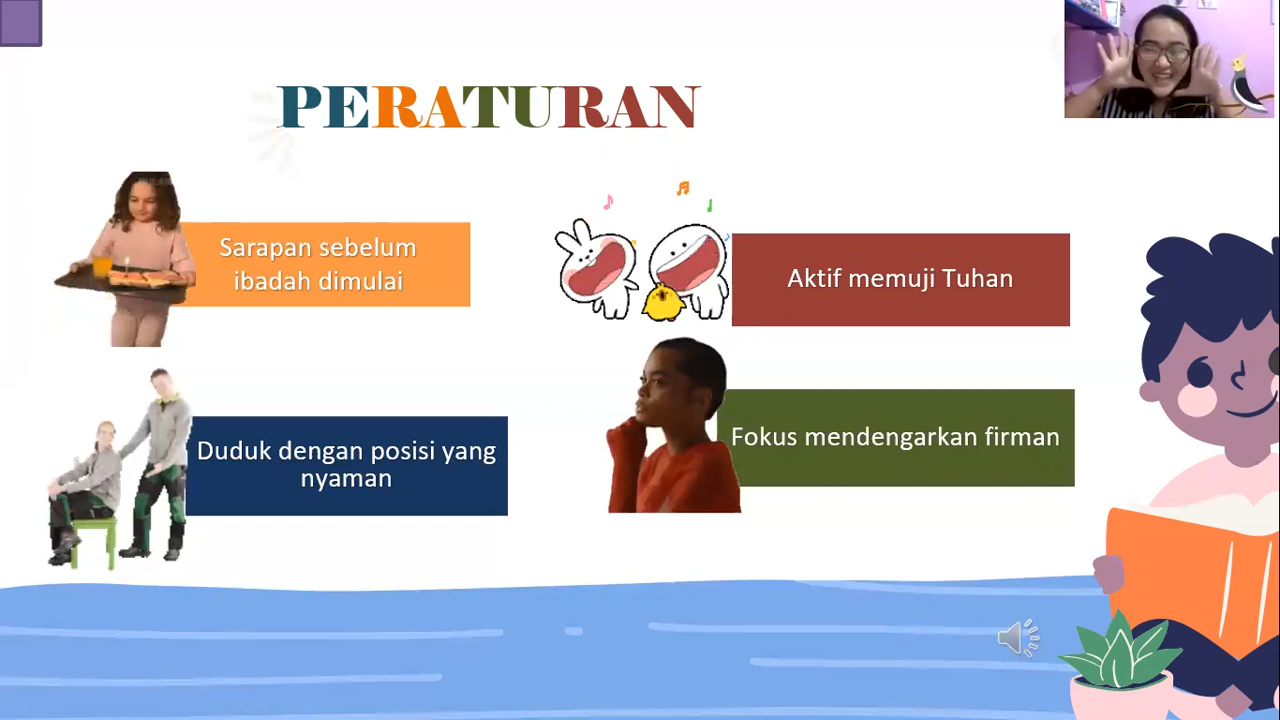 PERATURAN
Sarapan sebelum
ibadah dimulai
Aktif memuji Tuhan
Duduk dengan posisi yang
nyaman
Fokus mendengarkan firman